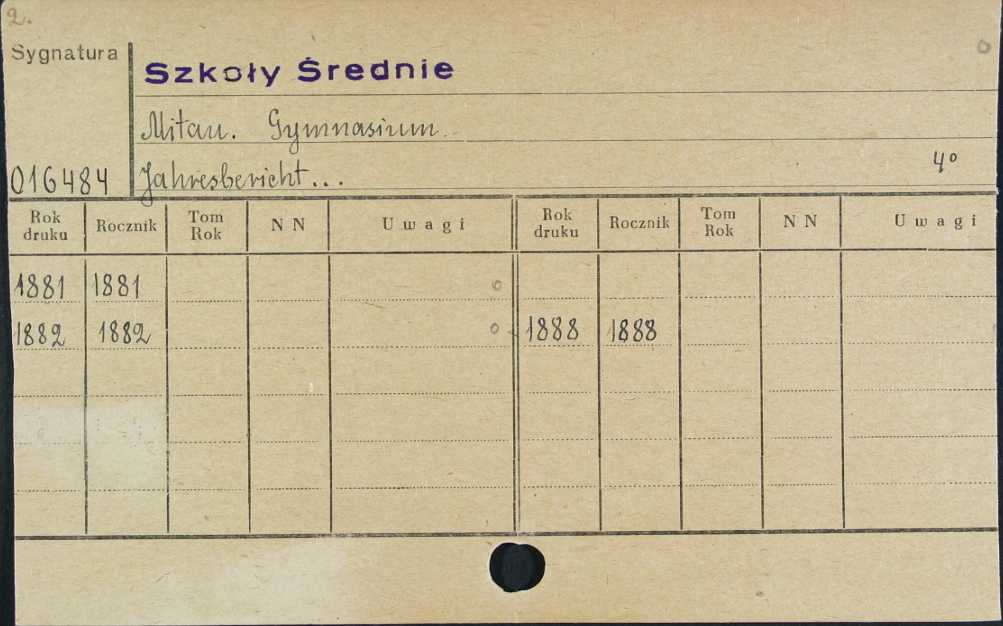 2.
Sygnatura
Szkoły Średnie
o
Mitau. Gymnasium.
016484 Jahresbericht... 4°
Rok druku Rocznik Tom Rok N N Uwagi Rok druku Rocznik Tom Rok N N Uwagi
1881 1881 o
1882 1882 o 1888 1888